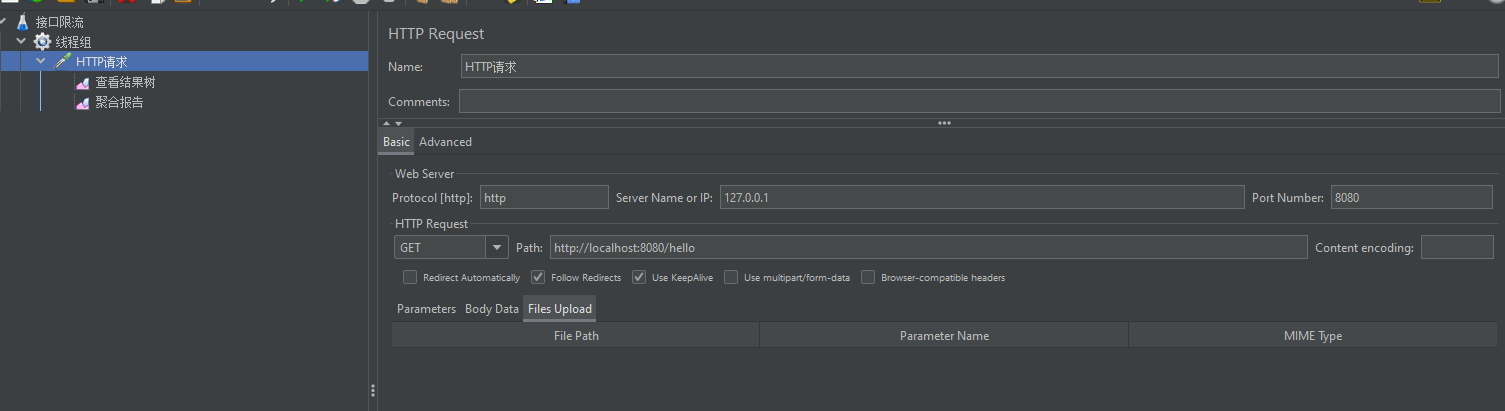 接口限流
线程组
HTTP请求
查看结果树
聚合报告
HTTP Request
Name: HTTP请求
Comments:
Basic Advanced
Web Server
Protocol [http]: http Server Name or IP: 127.0.0.1 Port Number: 8080
HTTP Request
GET Path: http://localhost:8080/hello Content encoding:
Redirect Automatically Follow Redirects Use KeepAlive Use multipart/form-data Browser-compatible headers
Parameters Body Data Files Upload
File Path Parameter Name MIME Type